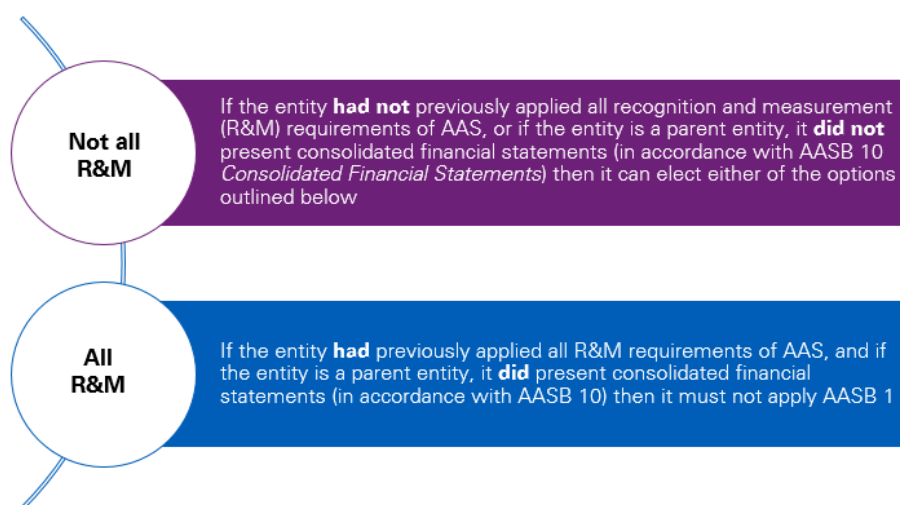 Not all
R&M
If the entity had not previously applied all recognition and measurement
(R&M) requirements of AAS, or if the entity is a parent entity, it did not
present consolidated financial statements (in accordance with AASB 10
Consolidated Financial Statements) then it can elect either of the options
outlined below
All
R&M
If the entity had previously applied all R&M requirements of AAS, and if
the entity is a parent entity, it did present consolidated financial
statements (in accordance with AASB 10) then it must not apply AASB 1